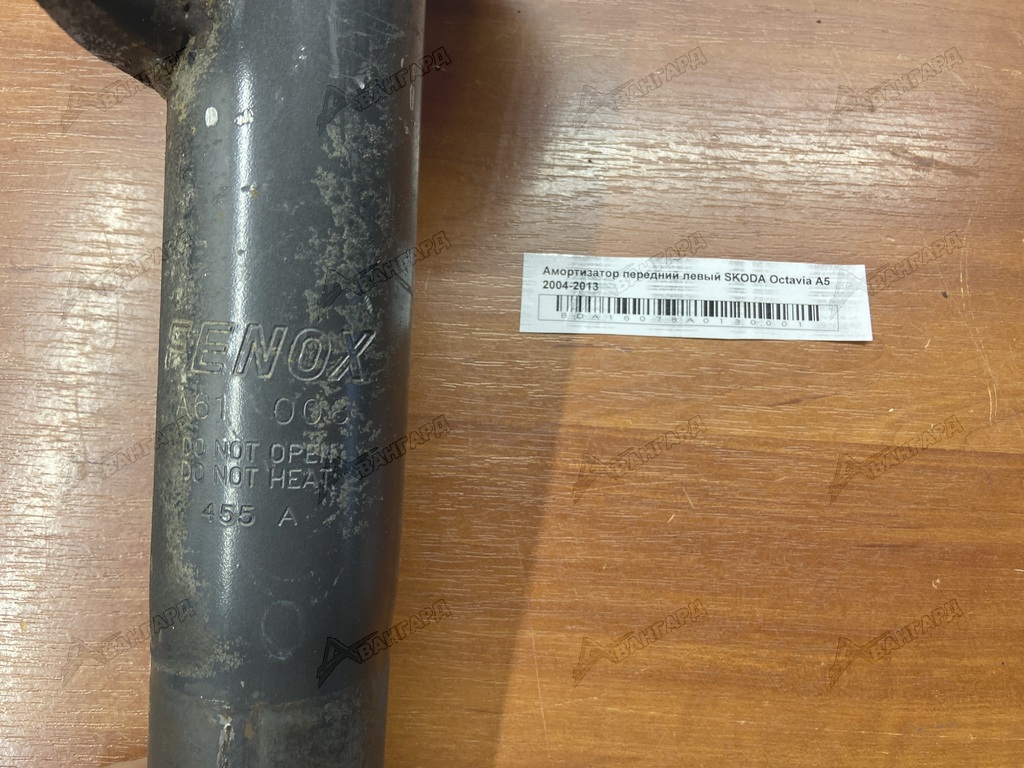 FENOX
A61 006
DO NOT OPEN
DO NOT HEAT
455 A
Амортизатор передний левый SKODA Octavia A5
2004-2013
АВАНГАРД